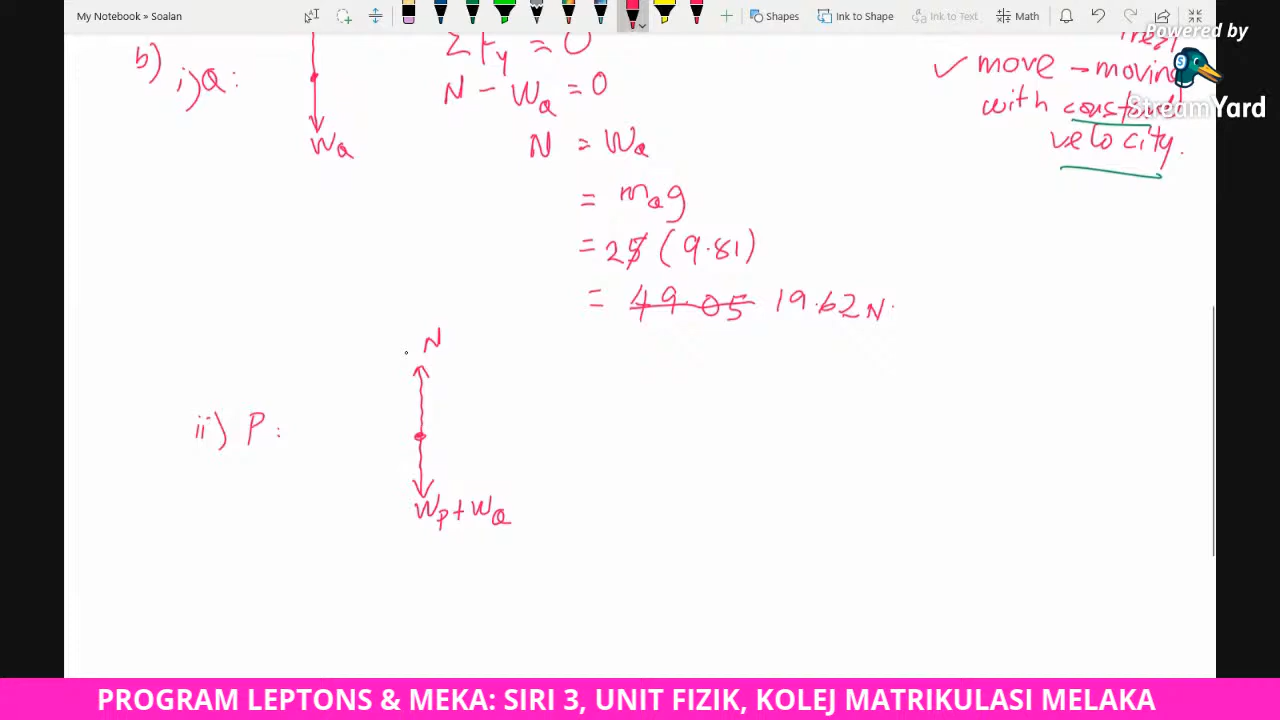 My Notebook » Soalan
Shapes
Ink to Shape
Ink to Text
Math
Powered by
StreamYard
b) i) Q:
ΣFy = 0
N - WQ = 0
N = WQ
= mQg
= 25 (9.81)
= 49.05 19.62 N.
WQ
✓ move → moving
with constant
velocity.
ii) P:
N
WP + WQ
PROGRAM LEPTONS & MEKA: SIRI 3, UNIT FIZIK, KOLEJ MATRIKULASI MELAKA